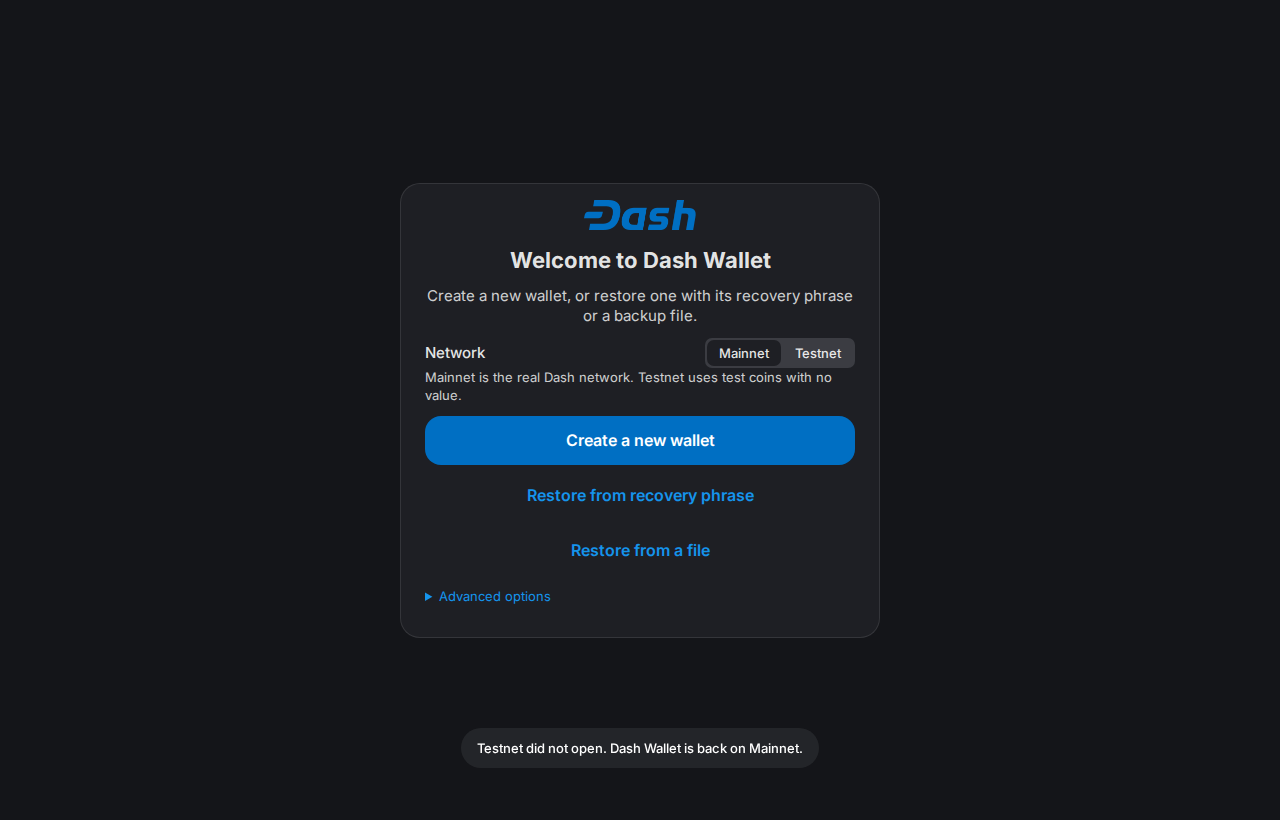 Dash
Welcome to Dash Wallet
Create a new wallet, or restore one with its recovery phrase
or a backup file.
Network
Mainnet
Testnet
Mainnet is the real Dash network. Testnet uses test coins with no
value.
Create a new wallet
Restore from recovery phrase
Restore from a file
Advanced options
Testnet did not open. Dash Wallet is back on Mainnet.